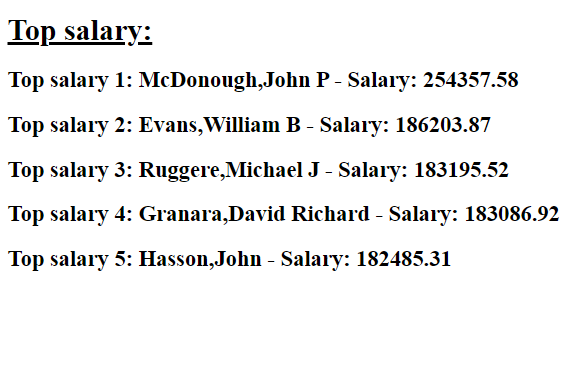 Top salary:
Top salary 1: McDonough,John P - Salary: 254357.58
Top salary 2: Evans,William B - Salary: 186203.87
Top salary 3: Ruggere,Michael J - Salary: 183195.52
Top salary 4: Granara,David Richard - Salary: 183086.92
Top salary 5: Hasson,John - Salary: 182485.31